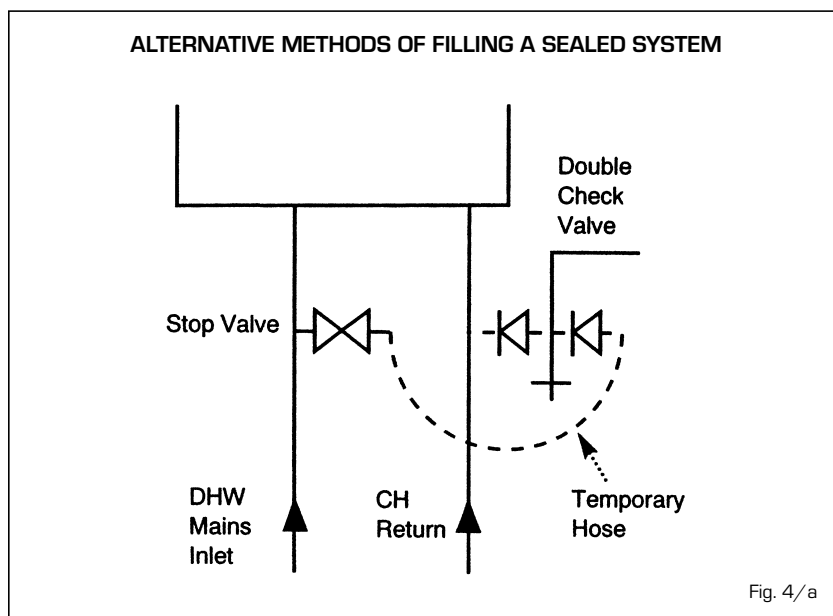 ALTERNATIVE METHODS OF FILLING A SEALED SYSTEM
Double
Check
Valve
Stop Valve
DHW
Mains
Inlet
CH
Return
Temporary
Hose
Fig. 4/a